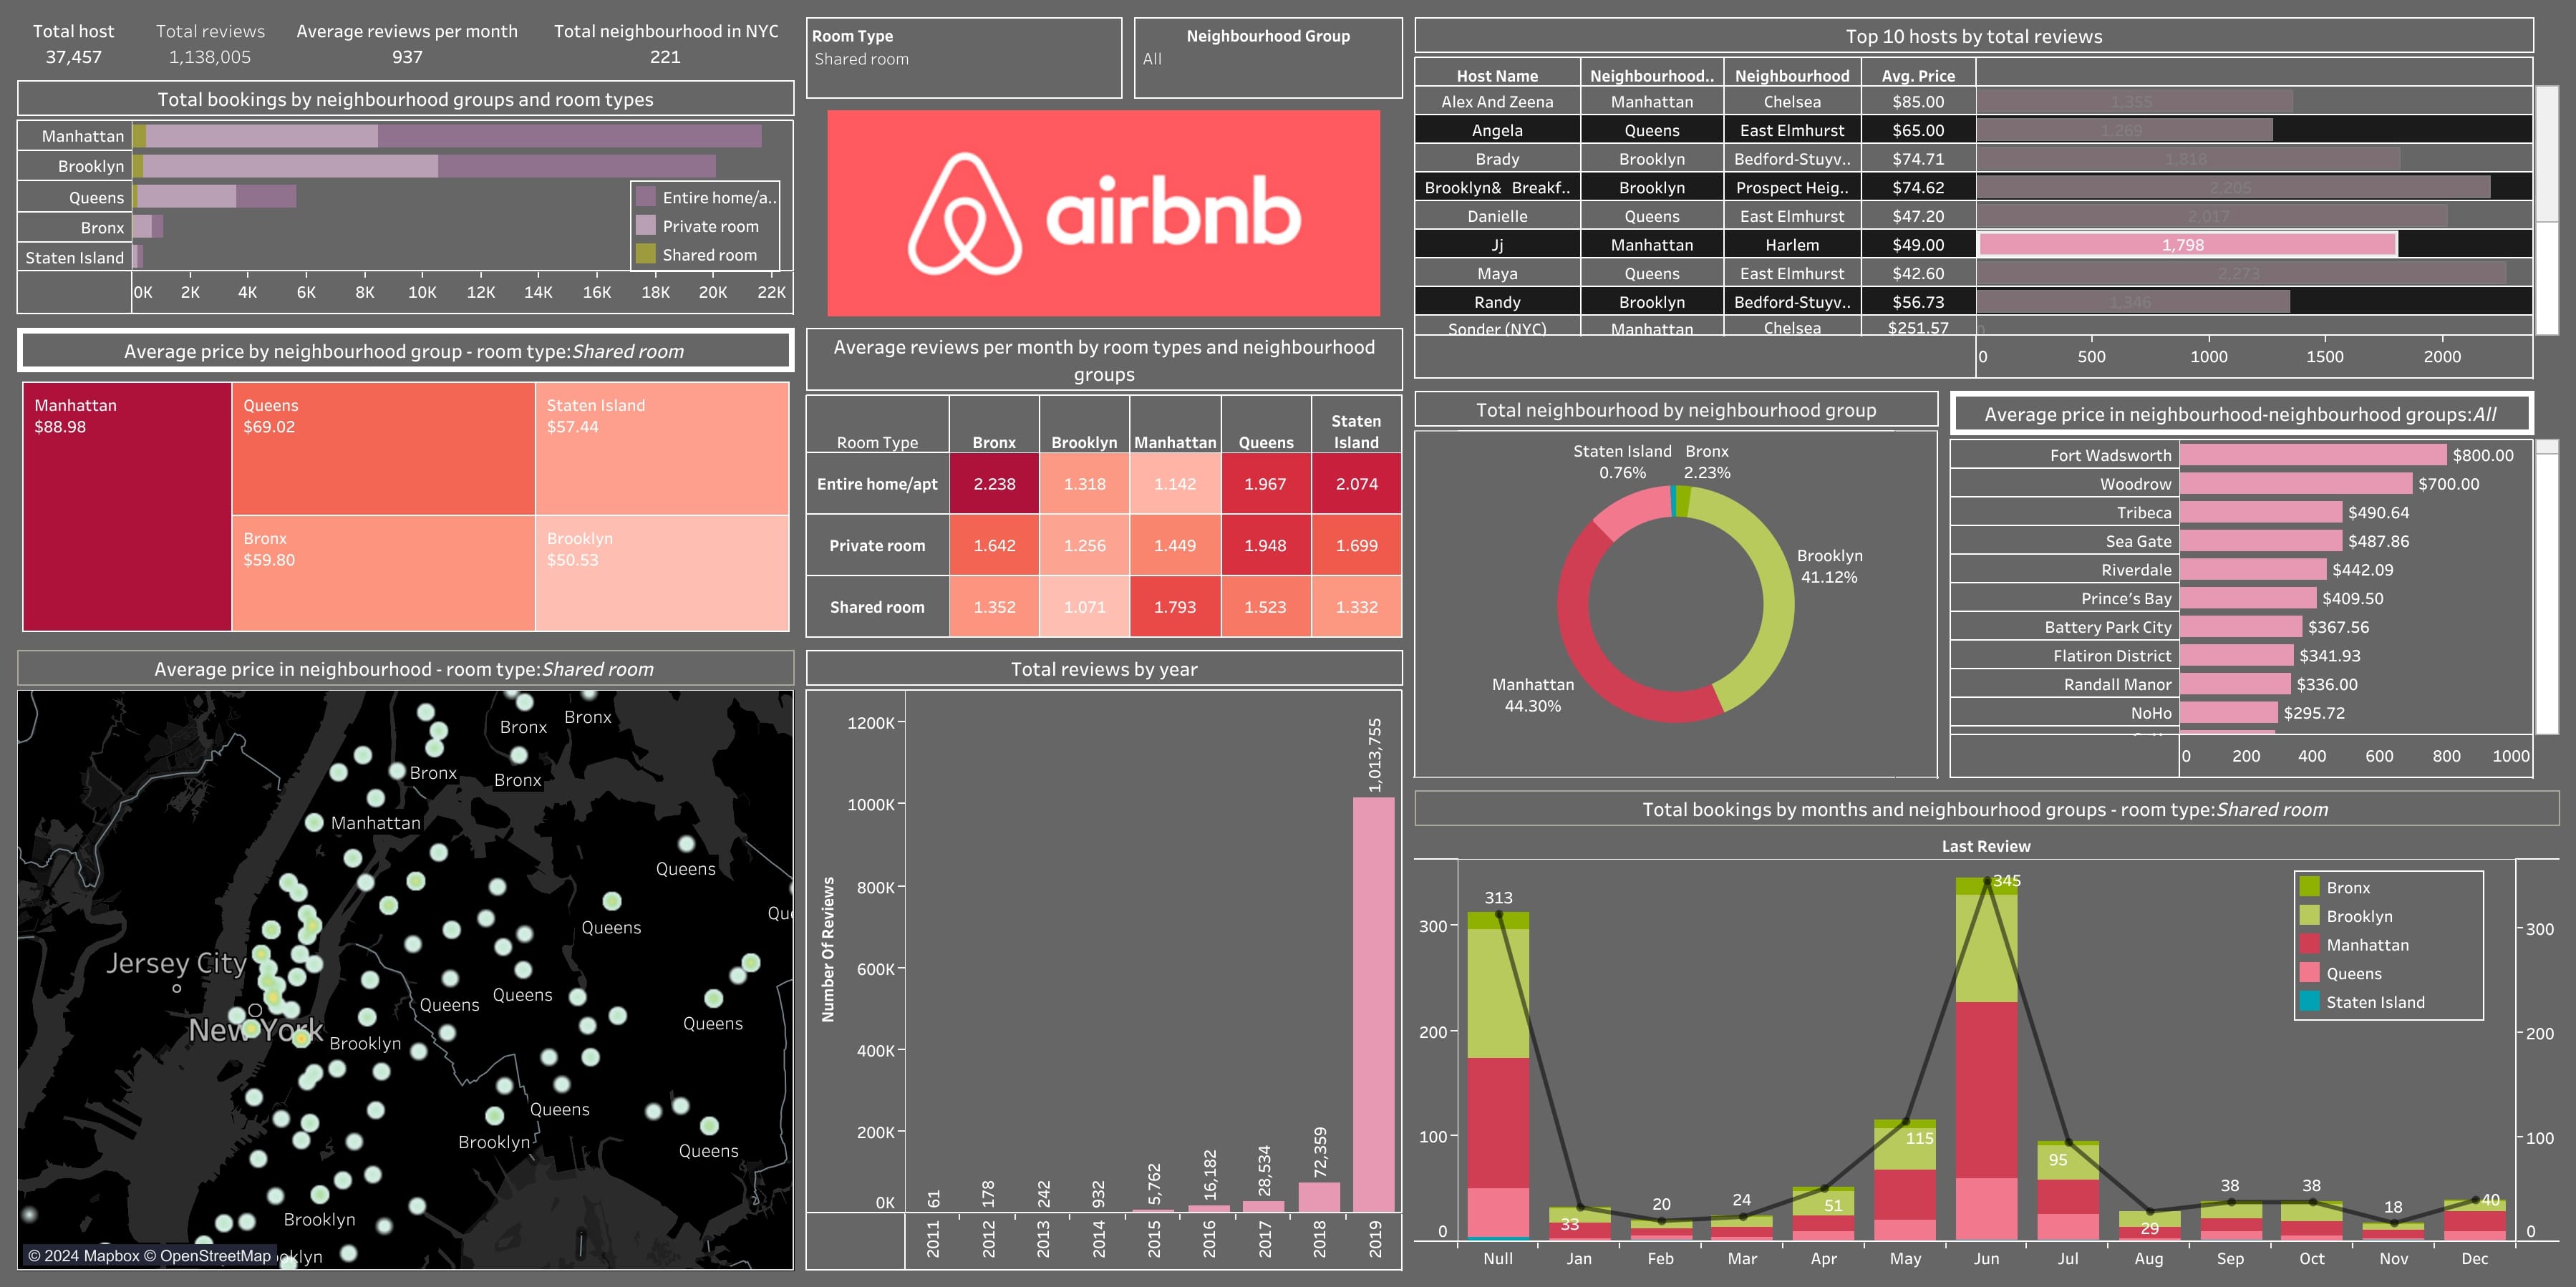 Total host
37,457
Total reviews
1,138,005
Average reviews per month
937
Total neighbourhood in NYC
221
Total bookings by neighbourhood groups and room types
Manhattan
Brooklyn
Queens
Bronx
Staten Island
Entire home/a..
Private room
Shared room
0K 2K 4K 6K 8K 10K 12K 14K 16K 18K 20K 22K
Room Type
Shared room
Neighbourhood Group
All
airbnb
Top 10 hosts by total reviews
Host Name Neighbourhood.. Neighbourhood Avg. Price
Alex And Zeena Manhattan Chelsea $85.00 1,355
Angela Queens East Elmhurst $65.00 1,269
Brady Brooklyn Bedford-Stuyv.. $74.71 1,818
Brooklyn& Breakf.. Brooklyn Prospect Heig.. $74.62 2,205
Danielle Queens East Elmhurst $47.20 2,017
Jj Manhattan Harlem $49.00 1,798
Maya Queens East Elmhurst $42.60 2,273
Randy Brooklyn Bedford-Stuyv.. $56.73 1,346
Sonder (NYC) Manhattan Chelsea $251.57 0
0 500 1000 1500 2000
Average price by neighbourhood group - room type:Shared room
Manhattan
$88.98
Queens
$69.02
Staten Island
$57.44
Bronx
$59.80
Brooklyn
$50.53
Average reviews per month by room types and neighbourhood
groups
Room Type Bronx Brooklyn Manhattan Queens Staten Island
Entire home/apt 2.238 1.318 1.142 1.967 2.074
Private room 1.642 1.256 1.449 1.948 1.699
Shared room 1.352 1.071 1.793 1.523 1.332
Total neighbourhood by neighbourhood group
Staten Island
0.76%
Bronx
2.23%
Brooklyn
41.12%
Manhattan
44.30%
Average price in neighbourhood-neighbourhood groups:All
Fort Wadsworth $800.00
Woodrow $700.00
Tribeca $490.64
Sea Gate $487.86
Riverdale $442.09
Prince's Bay $409.50
Battery Park City $367.56
Flatiron District $341.93
Randall Manor $336.00
NoHo $295.72
0 200 400 600 800 1000
Average price in neighbourhood - room type:Shared room
Bronx
Bronx
Bronx
Bronx
Manhattan
Queens
Queens
Qu
Jersey City
Queens
Queens
Queens
New York
Brooklyn
Queens
Brooklyn
Queens
Brooklyn
oklyn
© 2024 Mapbox © OpenStreetMap
Total reviews by year
Number Of Reviews
1200K
1000K
800K
600K
400K
200K
0K
61
178
242
932
5,762
16,182
28,534
72,359
1,013,755
2011 2012 2013 2014 2015 2016 2017 2018 2019
Total bookings by months and neighbourhood groups - room type:Shared room
Last Review
300
200
100
0
313
33
20
24
51
115
345
95
29
38
38
18
40
300
200
100
0
Bronx
Brooklyn
Manhattan
Queens
Staten Island
Null Jan Feb Mar Apr May Jun Jul Aug Sep Oct Nov Dec